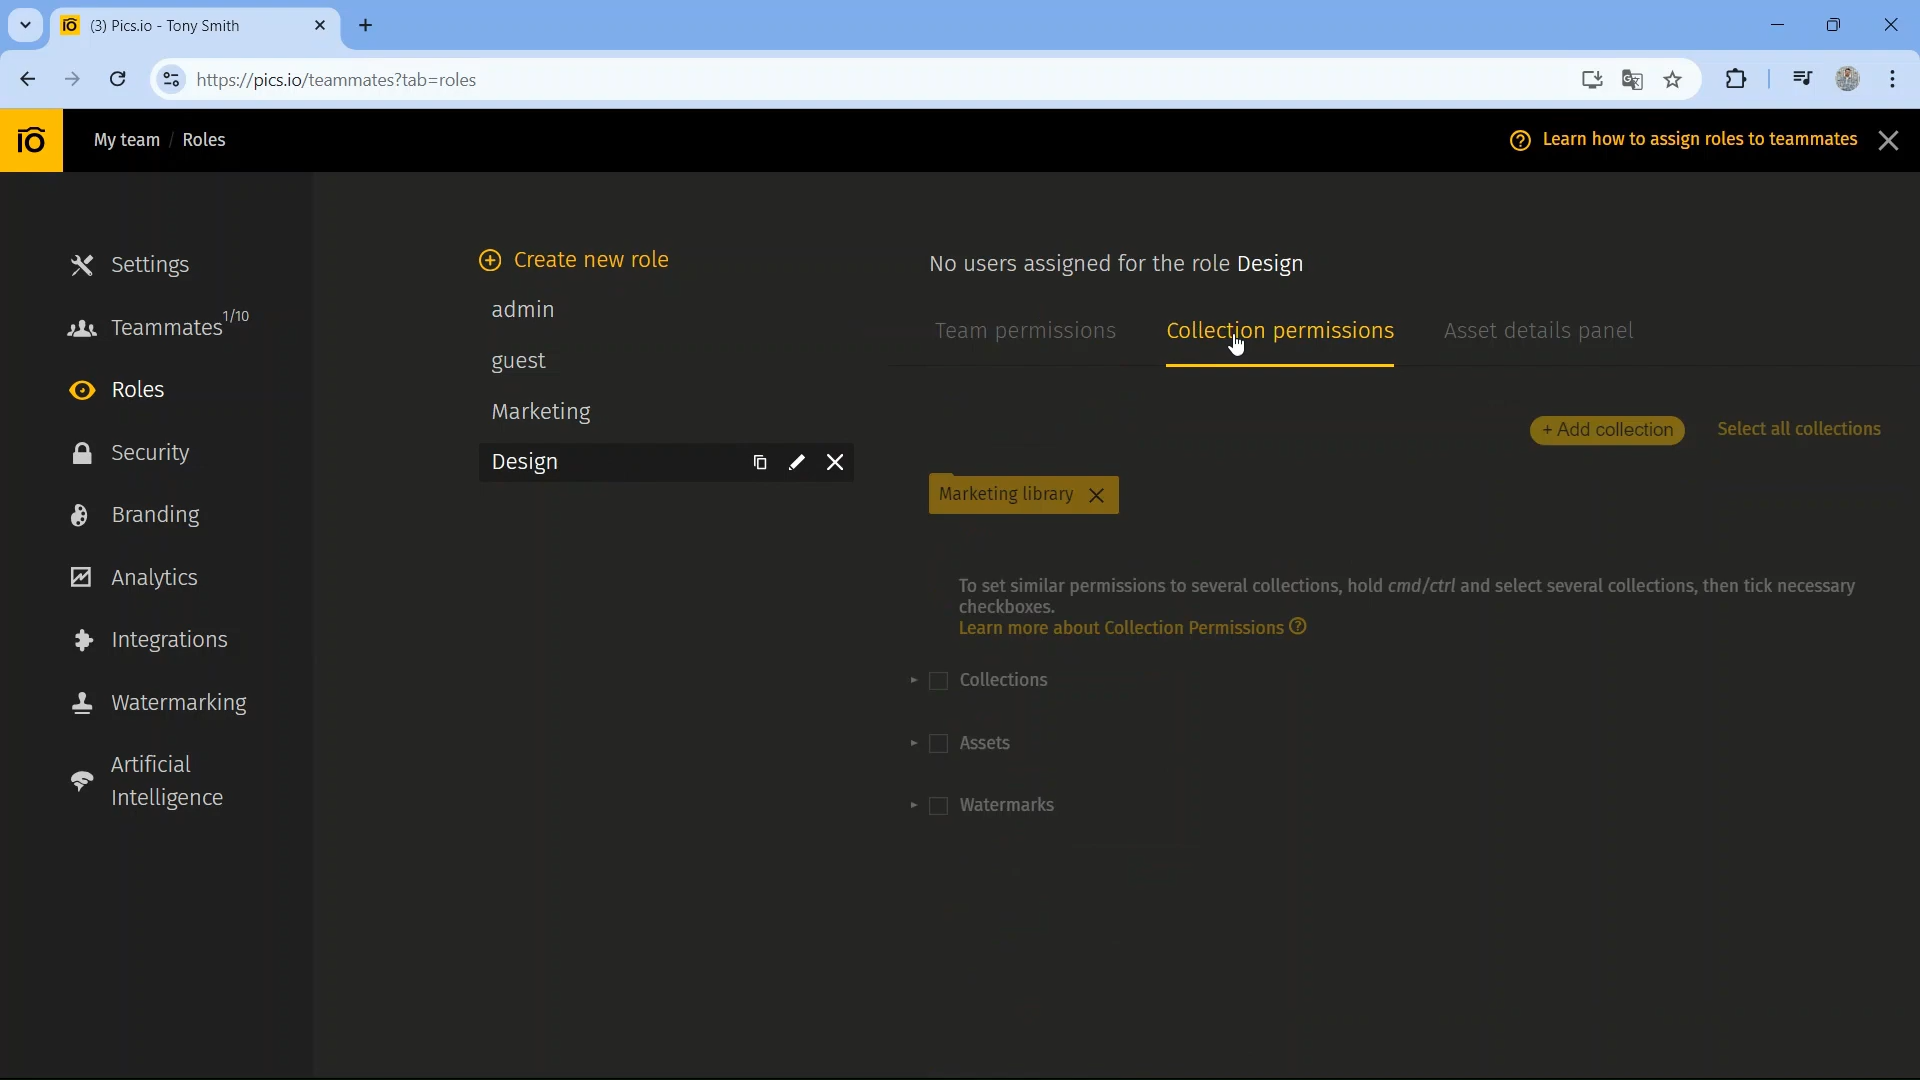 (3) Pics.io - Tony Smith
https://pics.io/teammates?tab=roles
My team / Roles
Learn how to assign roles to teammates
Settings
Teammates 1/10
Roles
Security
Branding
Analytics
Integrations
Watermarking
Artificial
Intelligence
Create new role
admin
guest
Marketing
Design
No users assigned for the role Design
Team permissions
Collection permissions
Asset details panel
+ Add collection
Select all collections
Marketing library
To set similar permissions to several collections, hold cmd/ctrl and select several collections, then tick necessary
checkboxes.
Learn more about Collection Permissions
Collections
Assets
Watermarks